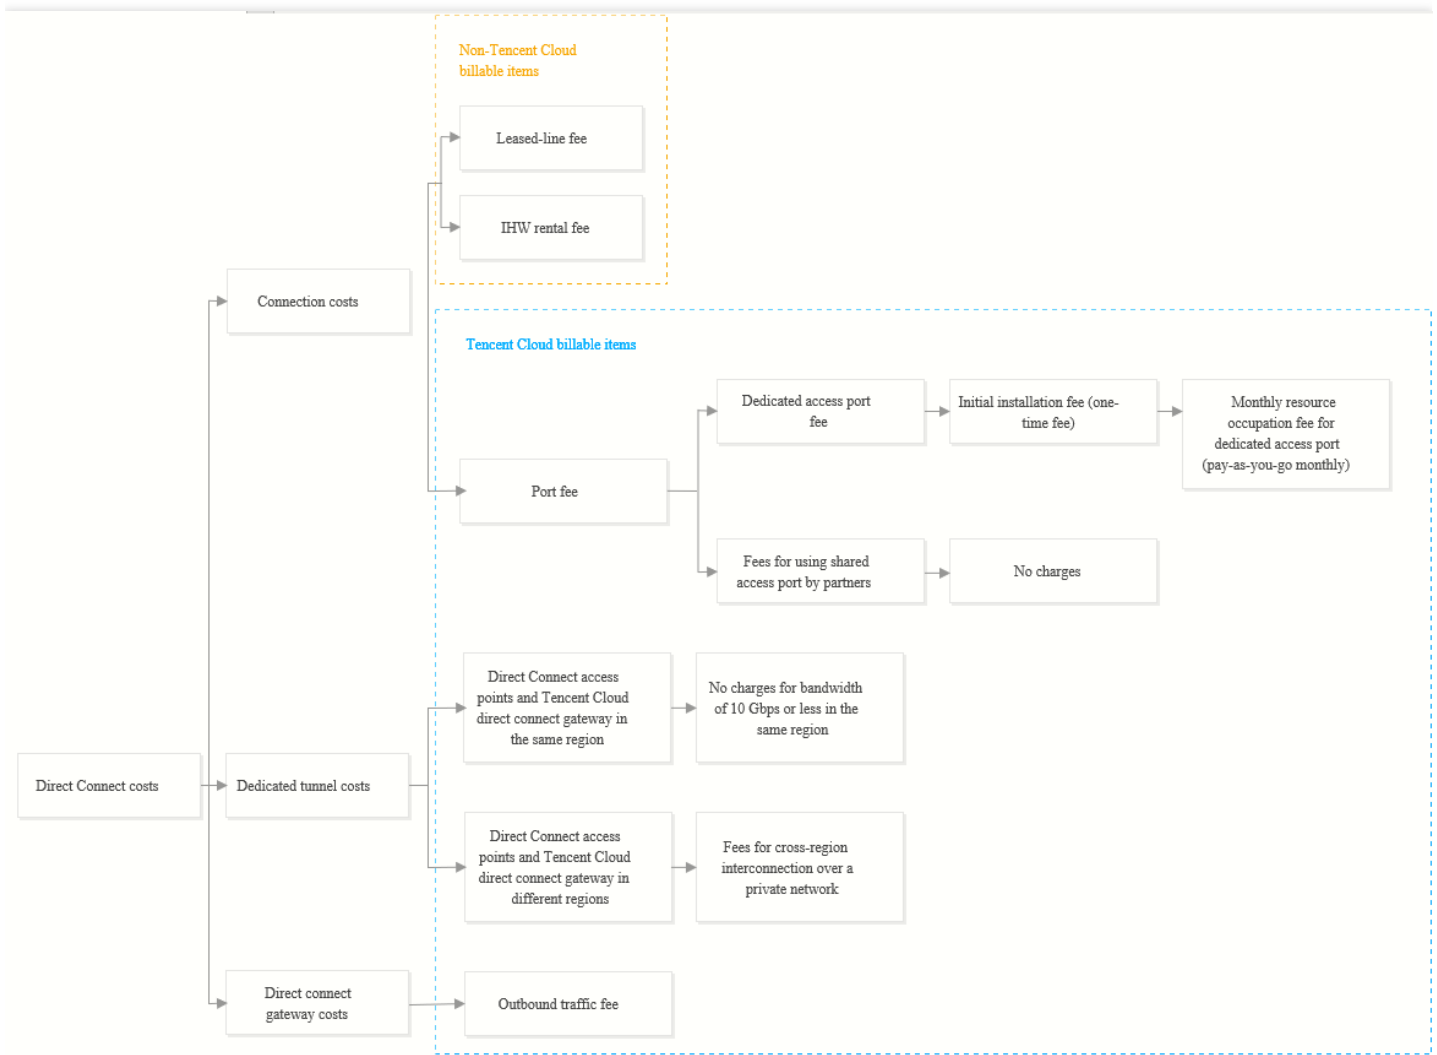 Non-Tencent Cloud
billable items
Leased-line fee
IHW rental fee
Connection costs
Tencent Cloud billable items
Dedicated access port
fee
Initial installation fee (one-
time fee)
Monthly resource
occupation fee for
dedicated access port
(pay-as-you-go monthly)
Port fee
Fees for using shared
access port by partners
No charges
Direct Connect access
points and Tencent Cloud
direct connect gateway in
the same region
No charges for bandwidth
of 10 Gbps or less in the
same region
Direct Connect costs
Dedicated tunnel costs
Direct Connect access
points and Tencent Cloud
direct connect gateway in
different regions
Fees for cross-region
interconnection over a
private network
Direct connect
gateway costs
Outbound traffic fee